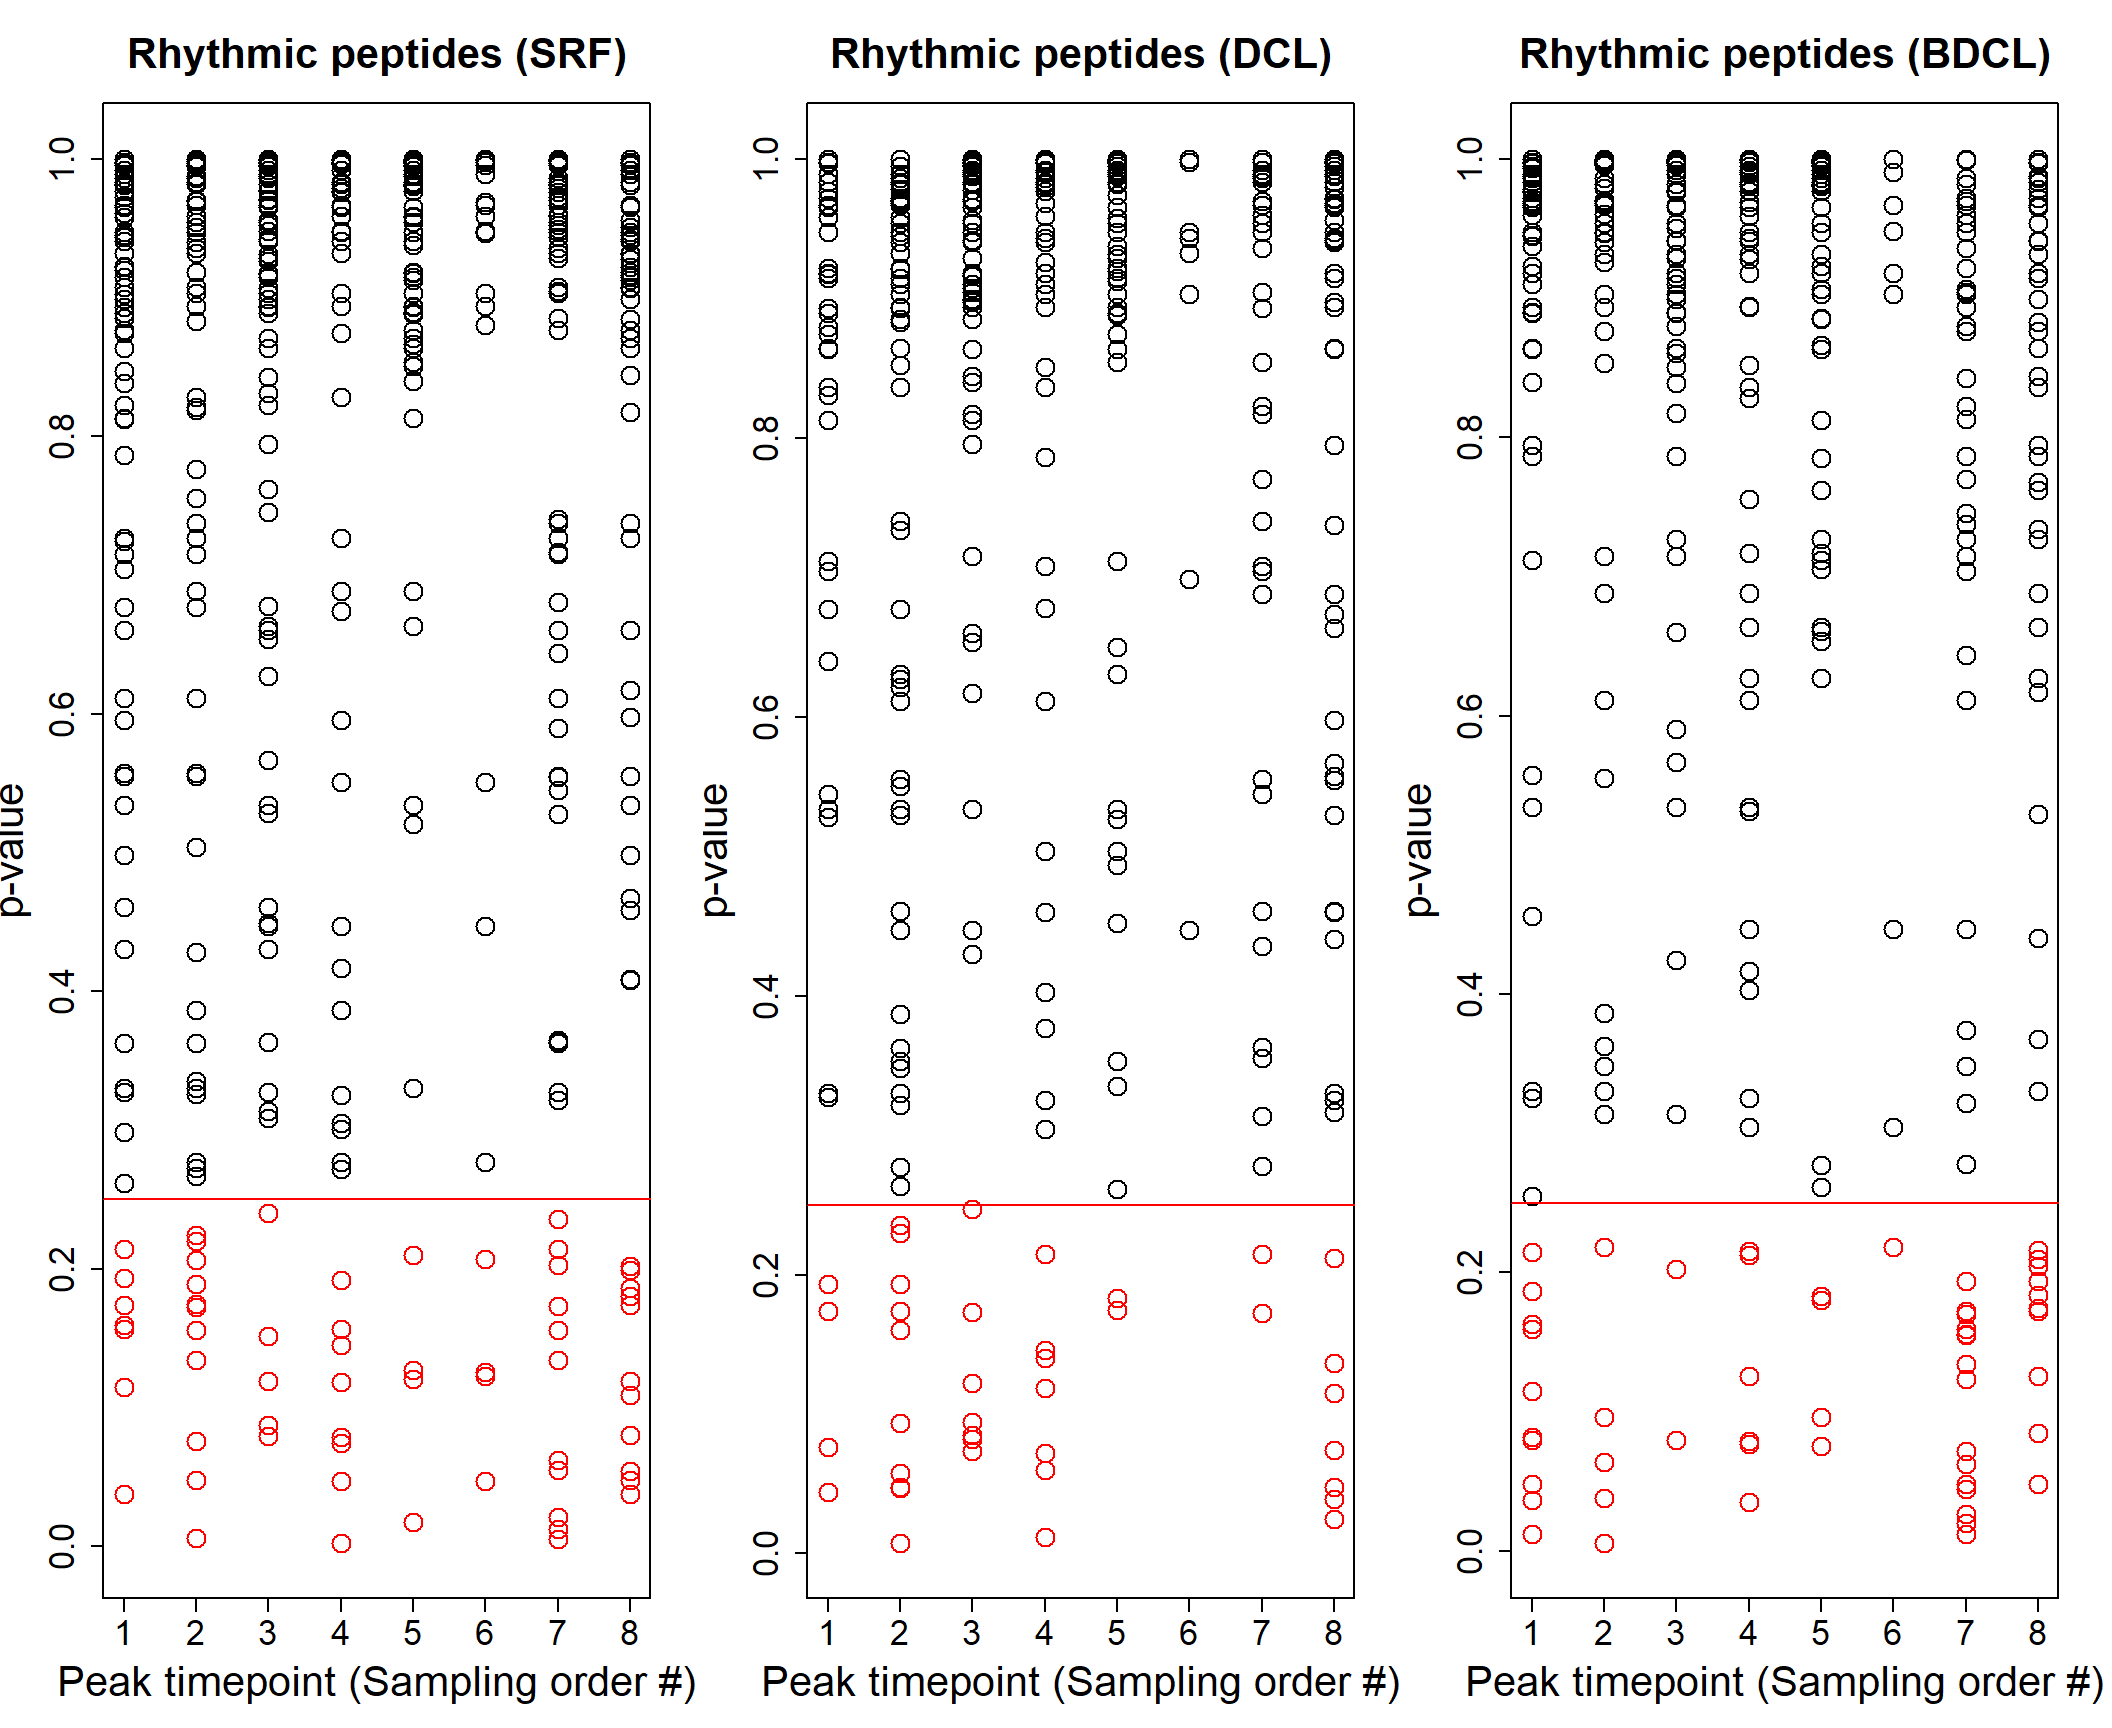 Rhythmic peptides (SRF)
p-value
1.0
0.8
0.6
0.4
0.2
0.0
1 2 3 4 5 6 7 8
Peak timepoint (Sampling order #)
Rhythmic peptides (DCL)
p-value
1.0
0.8
0.6
0.4
0.2
0.0
1 2 3 4 5 6 7 8
Peak timepoint (Sampling order #)
Rhythmic peptides (BDCL)
p-value
1.0
0.8
0.6
0.4
0.2
0.0
1 2 3 4 5 6 7 8
Peak timepoint (Sampling order #)